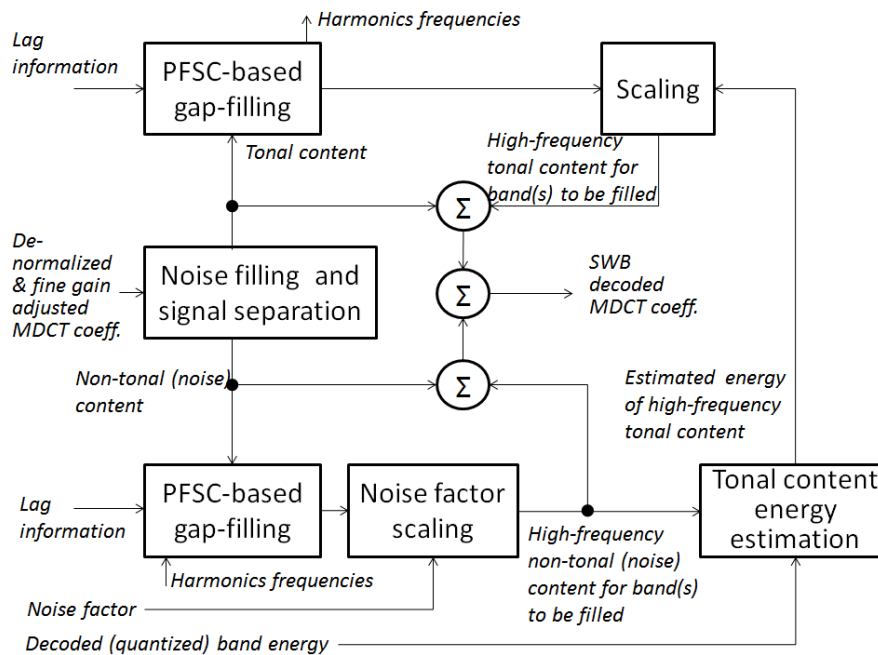 Harmonics frequencies
Lag
information
PFSC-based
gap-filling
Scaling
Tonal content
High-frequency
tonal content for
band(s) to be filled
Σ
De-
normalized
& fine gain
adjusted
MDCT coeff.
Noise filling and
signal separation
Σ
SWB
decoded
MDCT coeff.
Non-tonal (noise)
content
Σ
Estimated energy
of high-frequency
tonal content
Lag
information
PFSC-based
gap-filling
Noise factor
scaling
Tonal content
energy
estimation
High-frequency
non-tonal (noise)
content for band(s)
to be filled
Harmonics frequencies
Noise factor
Decoded (quantized) band energy